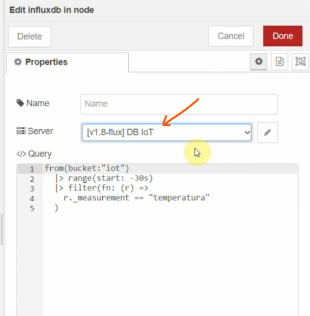 Edit influxdb in node
Delete
Cancel
Done
Properties
Name
Name
Server
[v1.8-flux] DB IoT
</> Query
1 from(bucket:"iot")
2 |> range(start: -30s)
3 |> filter(fn: (r) =>
4 r._measurement == "temperatura"
5 )